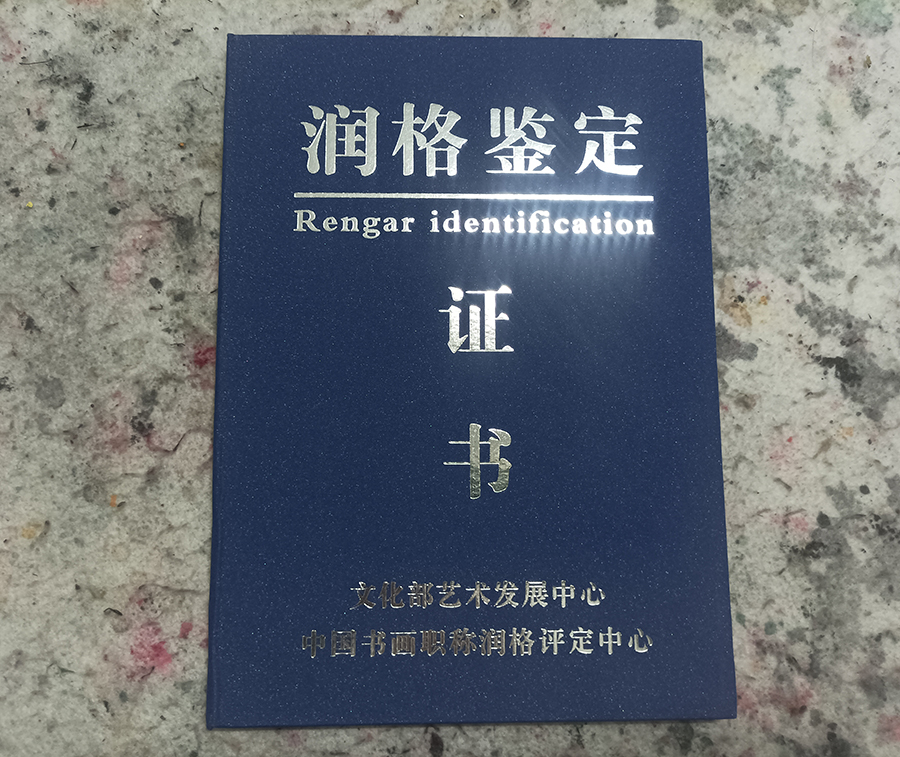 润格鉴定
Rengar identification
证
书
文化部艺术发展中心
中国书画职称润格评定中心